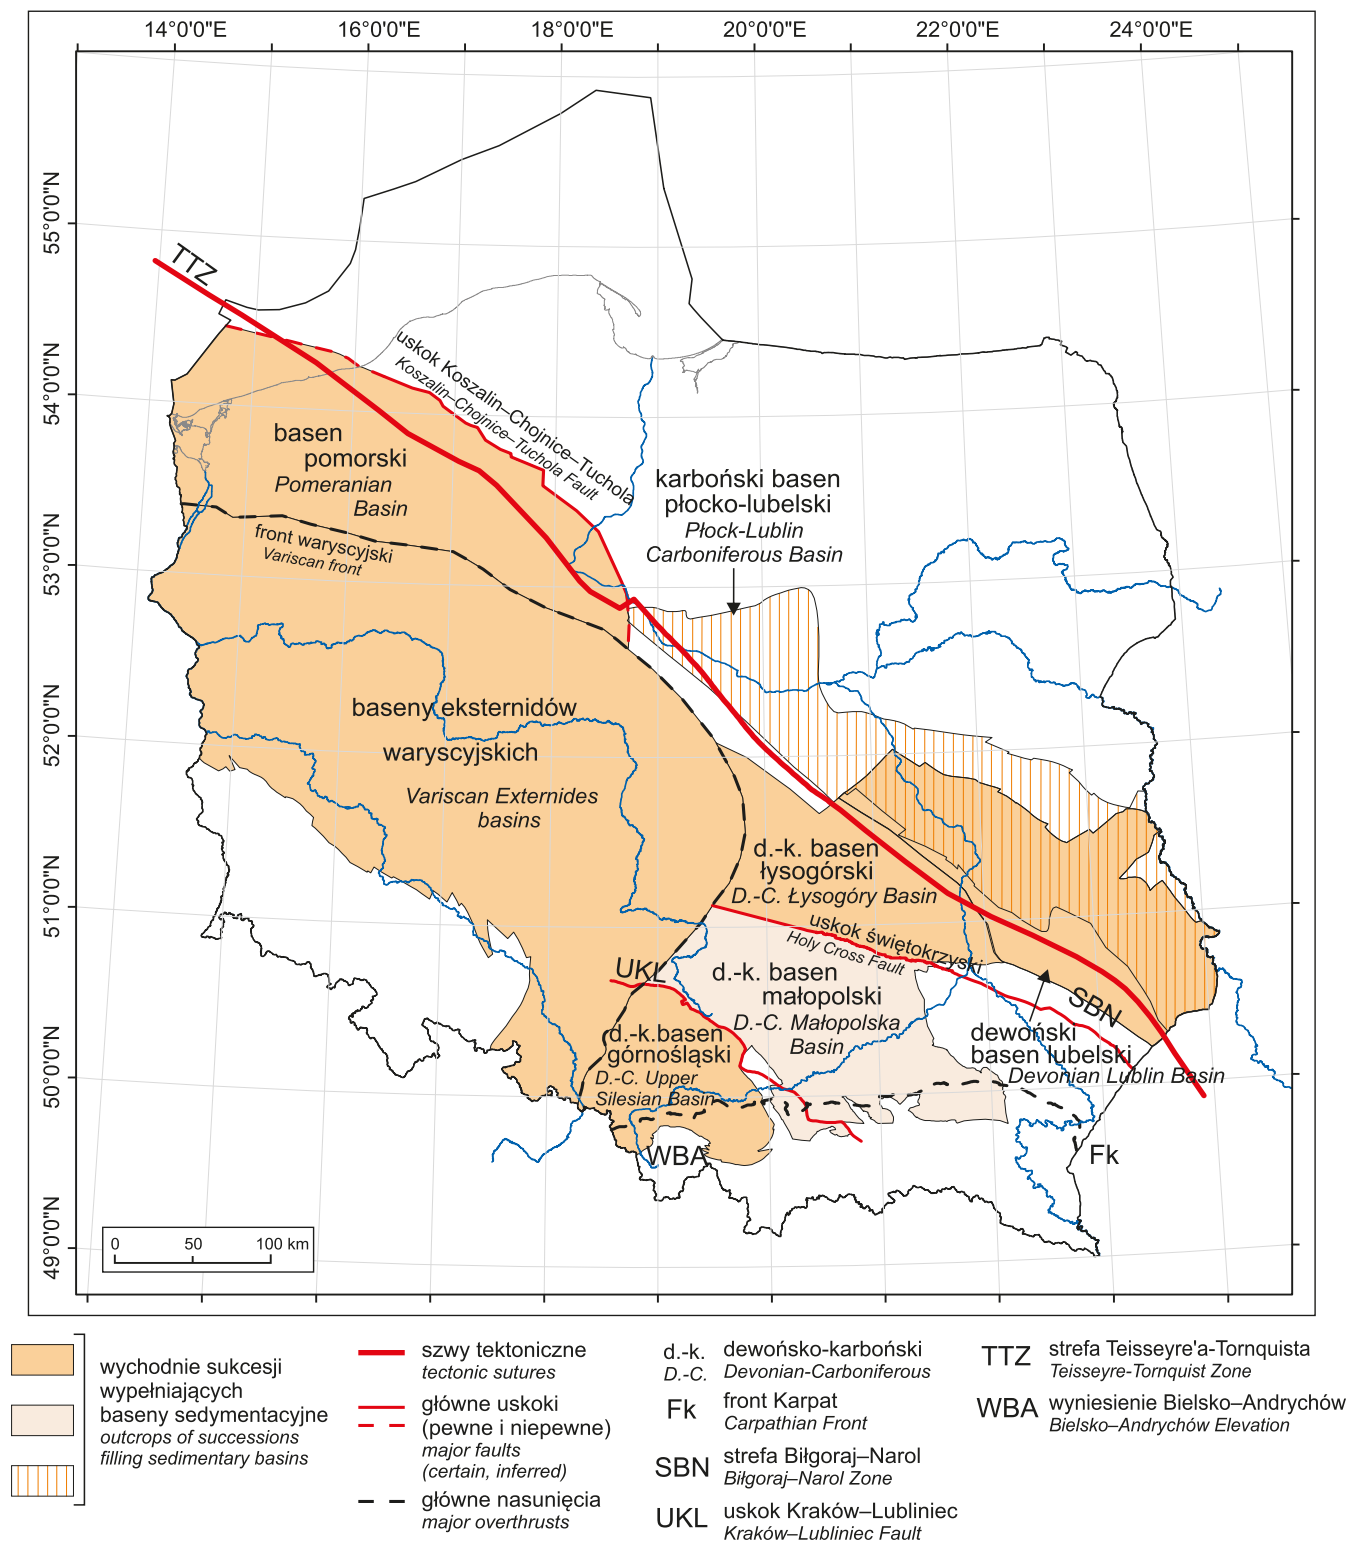 14°0'0"E
16°0'0"E
18°0'0"E
20°0'0"E
22°0'0"E
24°0'0"E
55°0'0"N
54°0'0"N
53°0'0"N
52°0'0"N
51°0'0"N
50°0'0"N
49°0'0"N
TTZ
uskok Koszalin–Chojnice–Tuchola
Koszalin–Chojnice–Tuchola Fault
basen
pomorski
Pomeranian
Basin
front waryscyjski
Variscan front
karboński basen
płocko-lubelski
Płock-Lublin
Carboniferous Basin
baseny eksternidów
waryscyjskich
Variscan Externides
basins
d.-k. basen
łysogórski
D.-C. Łysogóry Basin
uskok świętokrzyski
Holy Cross Fault
UKL
d.-k. basen
małopolski
D.-C. Małopolska
Basin
SBN
d.-k.basen
górnośląski
D.-C. Upper
Silesian Basin
dewoński
basen lubelski
Devonian Lublin Basin
WBA
Fk
0 50 100 km
wychodnie sukcesji
wypełniających
baseny sedymentacyjne
outcrops of successions
filling sedimentary basins
szwy tektoniczne
tectonic sutures
główne uskoki
(pewne i niepewne)
major faults
(certain, inferred)
główne nasunięcia
major overthrusts
d.-k. dewońsko-karboński
D.-C. Devonian-Carboniferous
Fk front Karpat
Carpathian Front
SBN strefa Biłgoraj–Narol
Biłgoraj–Narol Zone
UKL uskok Kraków–Lubliniec
Kraków–Lubliniec Fault
TTZ strefa Teisseyre'a-Tornquista
Teisseyre-Tornquist Zone
WBA wyniesienie Bielsko–Andrychów
Bielsko–Andrychów Elevation